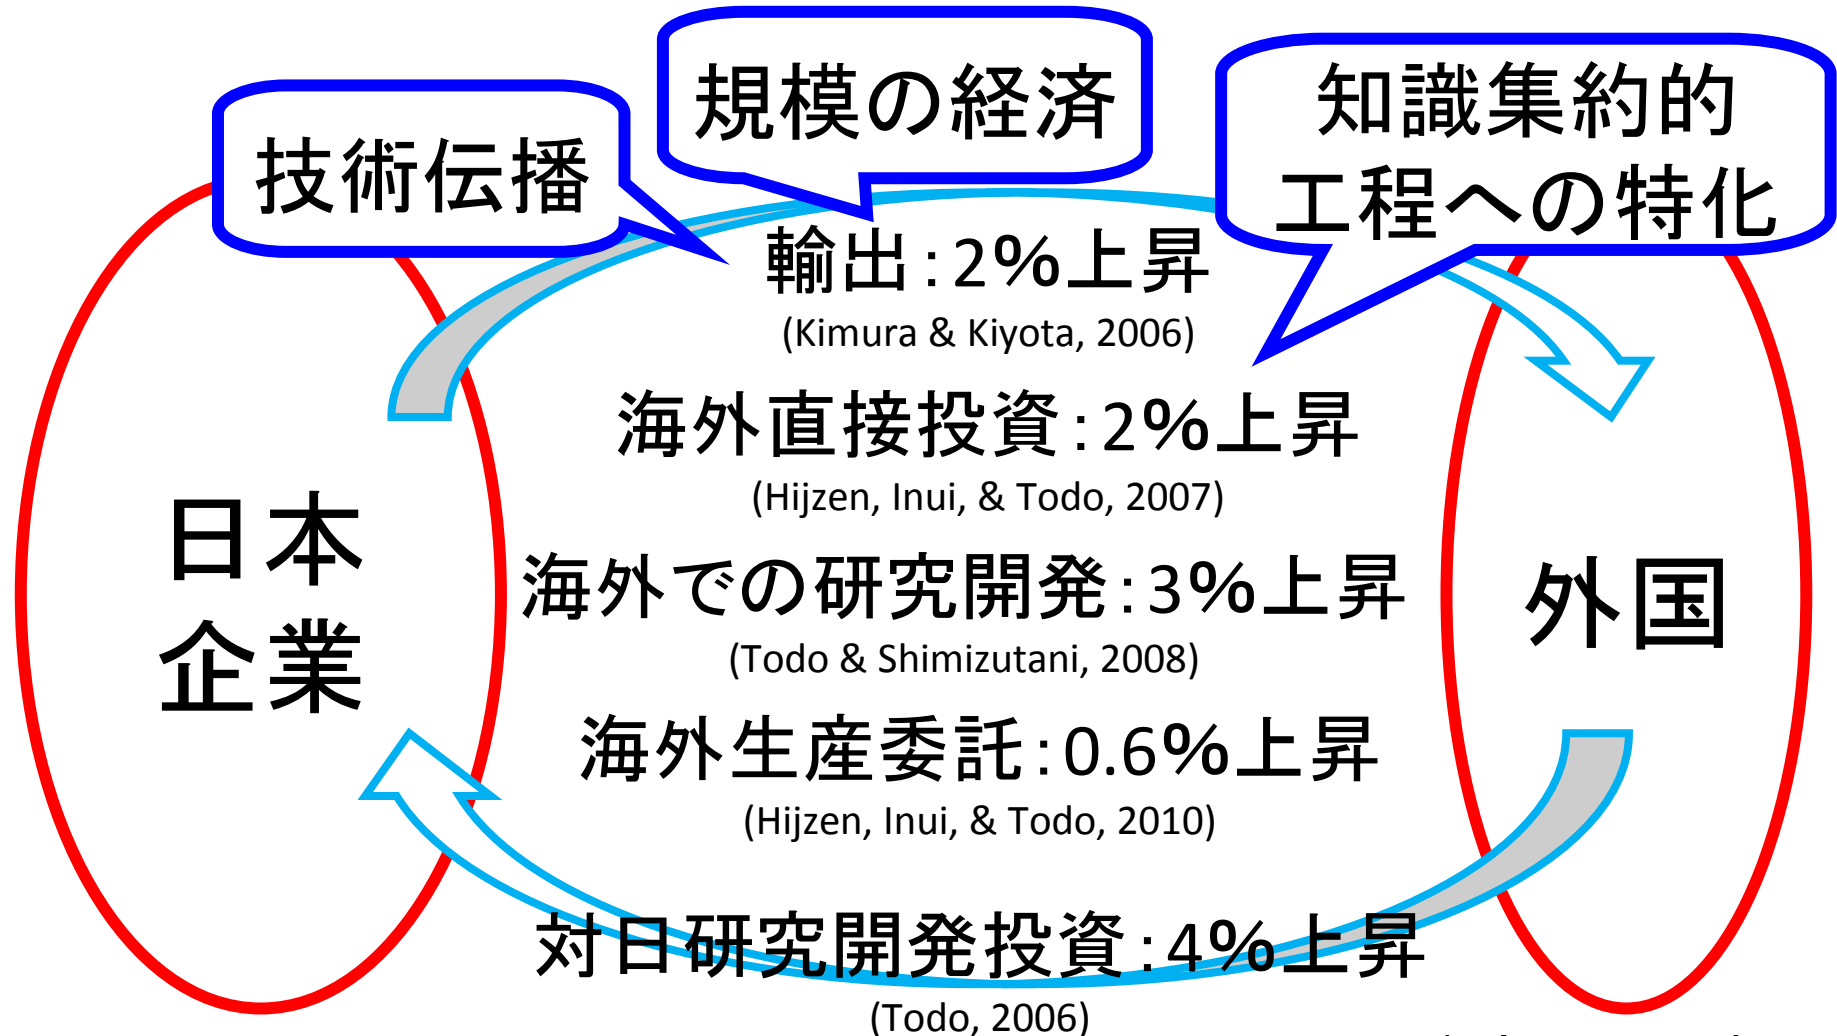 規模の経済
技術伝播
知識集約的
工程への特化
輸出：2%上昇
(Kimura & Kiyota, 2006)
海外直接投資：2%上昇
(Hijzen, Inui, & Todo, 2007)
日本
企業
海外での研究開発：3%上昇
(Todo & Shimizutani, 2008)
外国
海外生産委託：0.6%上昇
(Hijzen, Inui, & Todo, 2010)
対日研究開発投資：4%上昇
(Todo, 2006)